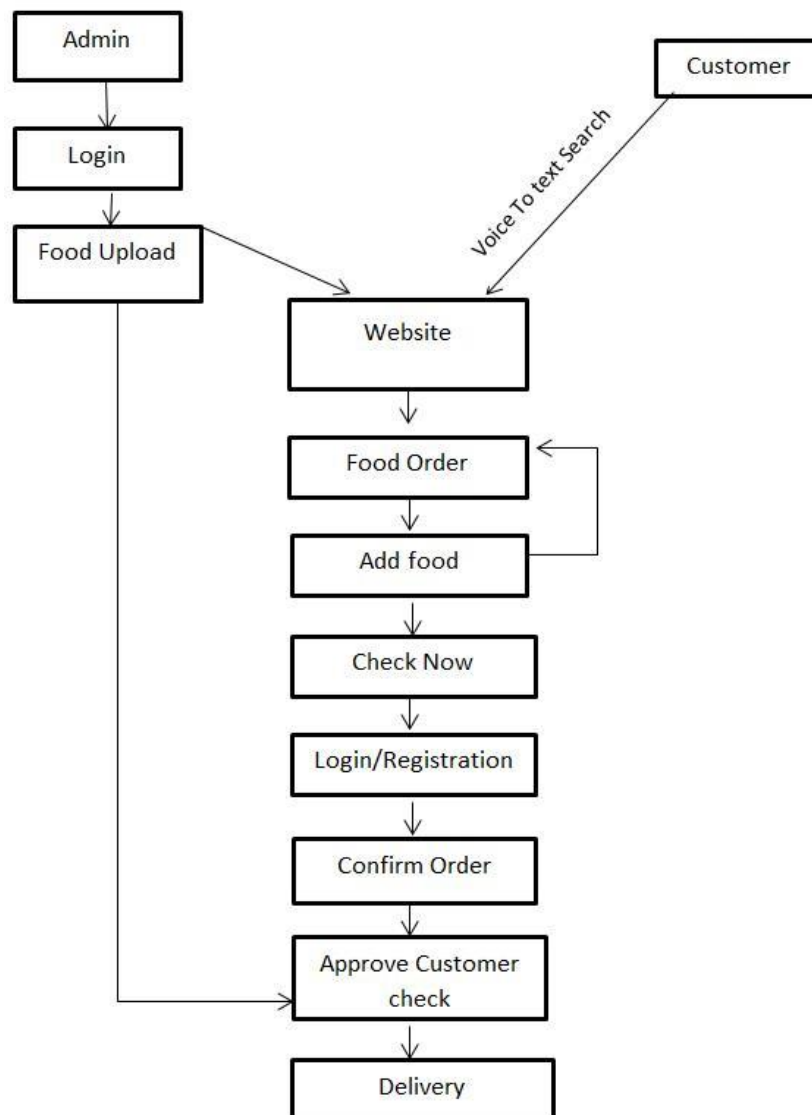 Admin
Customer
Login
Voice To text Search
Food Upload
Website
Food Order
Add food
Check Now
Login/Registration
Confirm Order
Approve Customer
check
Delivery